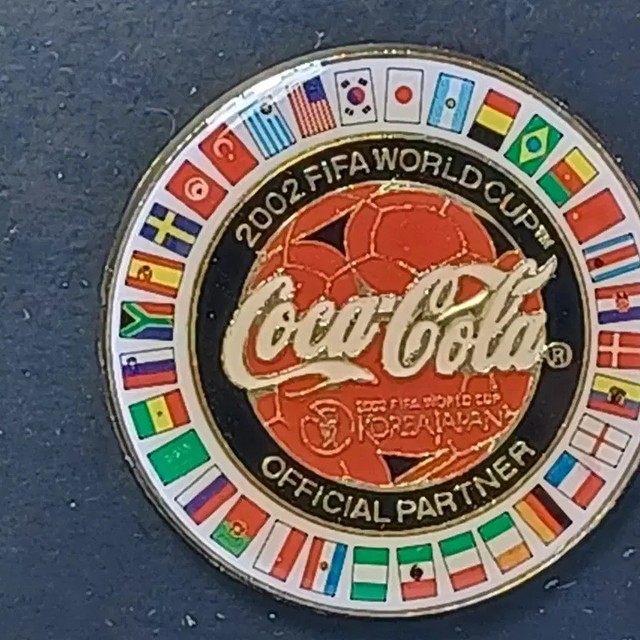 2002 FIFA WORLD CUP™
Coca-Cola®
2002 FIFA WORLD CUP
KOREA JAPAN
OFFICIAL PARTNER